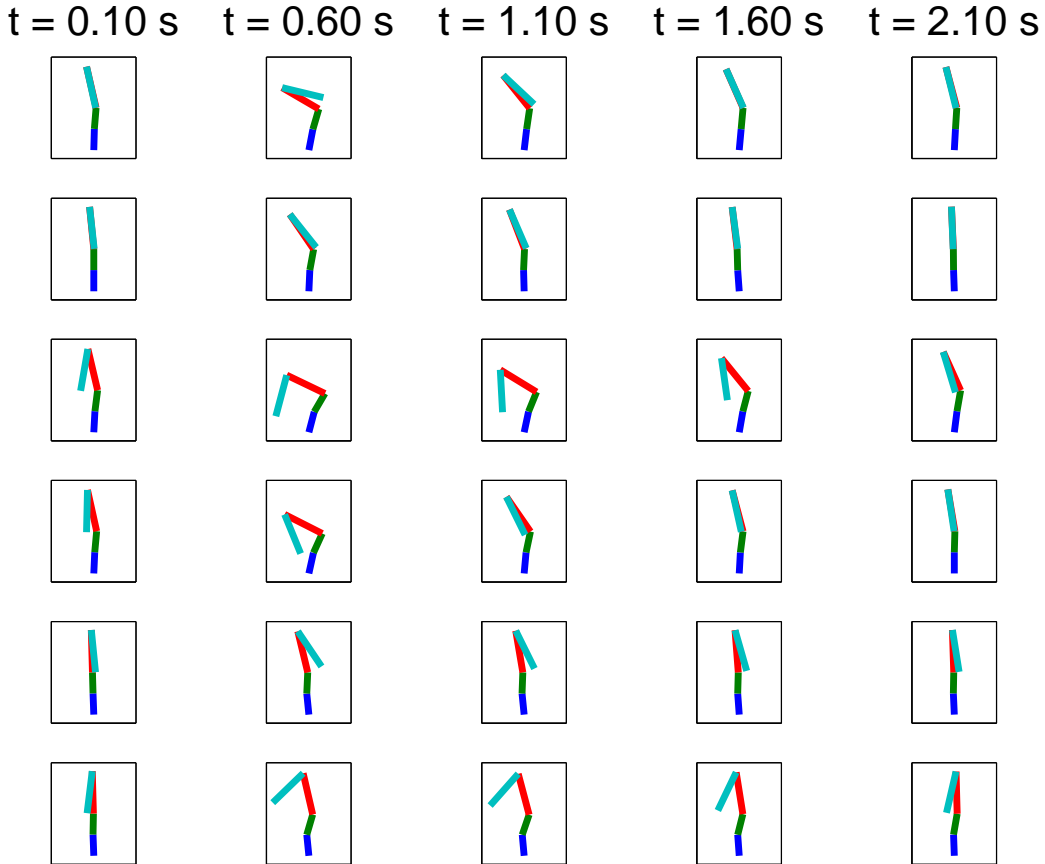 t = 0.10 s t = 0.60 s t = 1.10 s t = 1.60 s t = 2.10 s